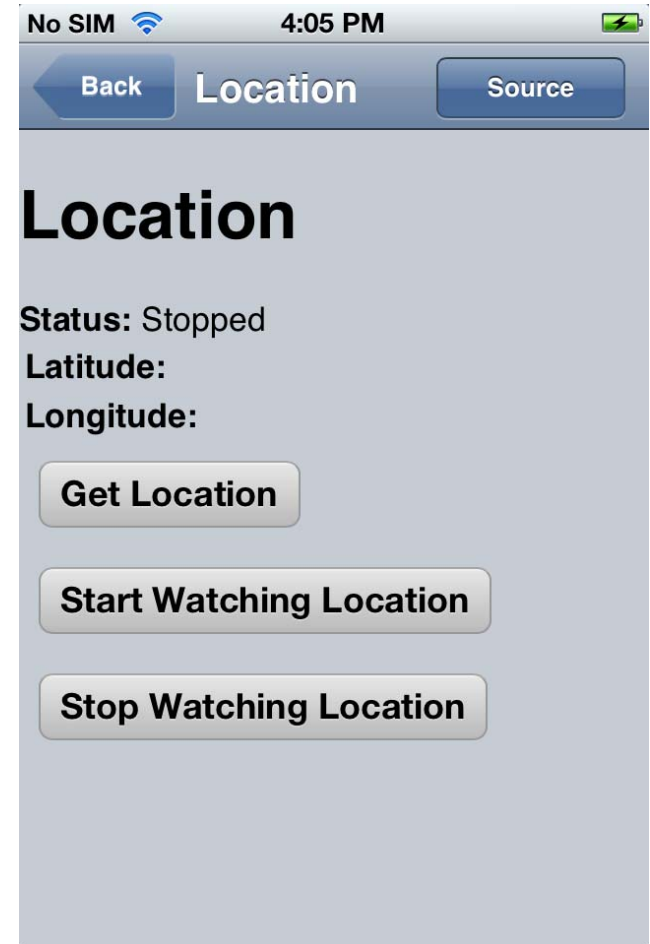 No SIM 4:05 PM
Back Location Source
Location
Status: Stopped
Latitude:
Longitude:
Get Location
Start Watching Location
Stop Watching Location